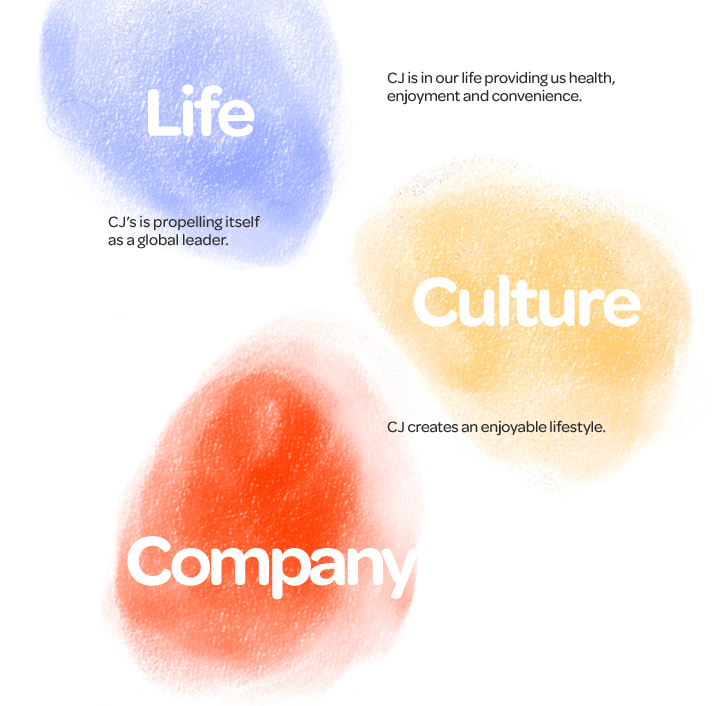 CJ is in our life providing us health,
enjoyment and convenience.
Life
CJ’s is propelling itself
as a global leader.
Culture
CJ creates an enjoyable lifestyle.
Company